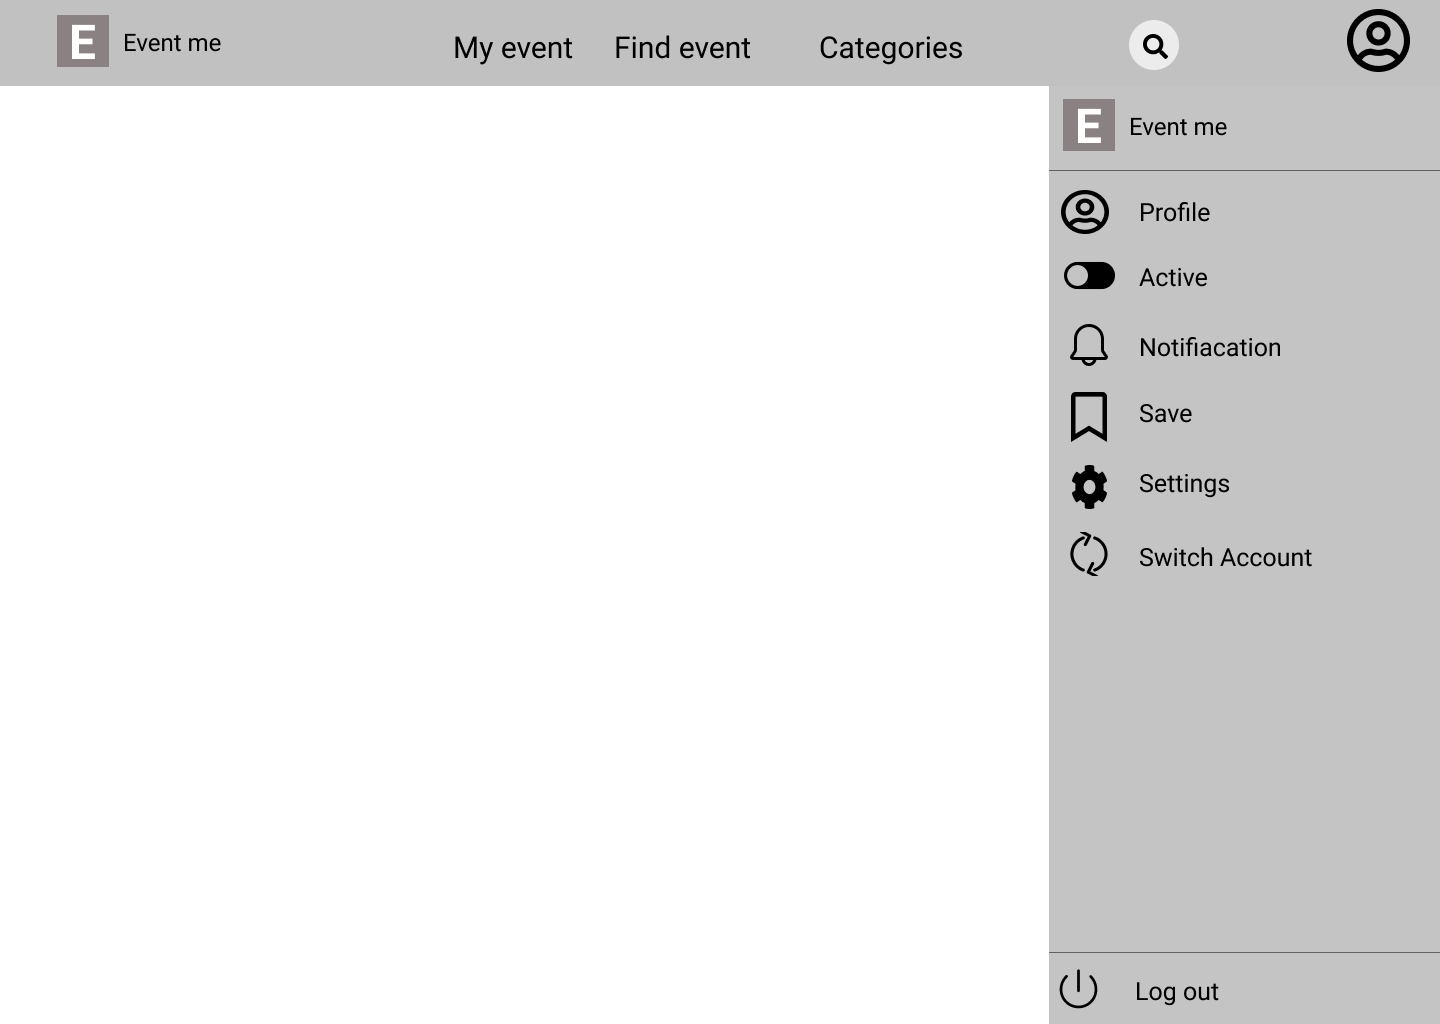 E Event me
My event Find event Categories
E Event me
Profile
Active
Notifiacation
Save
Settings
Switch Account
Log out